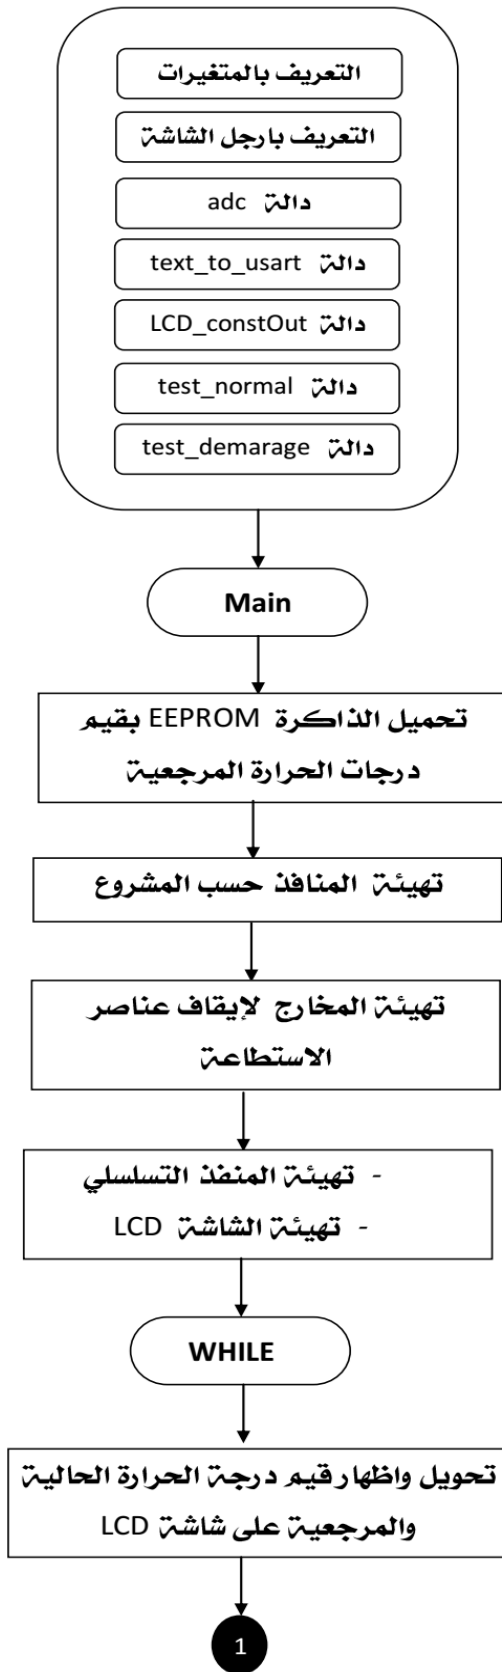 التعريف بالمتغيرات
التعريف بارجل الشاشة
دالة adc
دالة text_to_usart
دالة LCD_constOut
دالة test_normal
دالة test_demarage
Main
تحميل الذاكرة EEPROM بقيم
درجات الحرارة المرجعية
تهيئة المنافذ حسب المشروع
تهيئة المخارج لإيقاف عناصر
الاستطاعة
- تهيئة المنفذ التسلسلي
- تهيئة الشاشة LCD
WHILE
تحويل واظهار قيم درجة الحرارة الحالية
والمرجعية على شاشة LCD
1